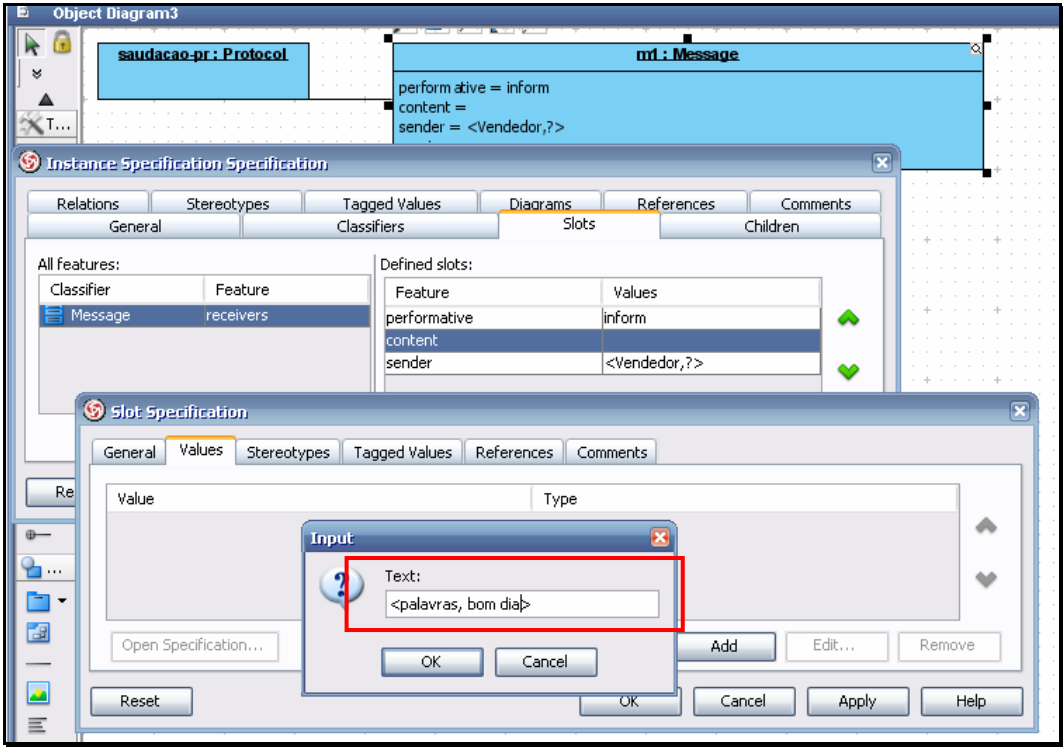 Object Diagram3
saudacao-pr : Protocol
m1 : Message
performative = inform
content =
sender = <Vendedor,?>
T...
Instance Specification Specification
Relations Stereotypes Tagged Values Diagrams References Comments
General Classifiers Slots Children
All features: Defined slots:
Classifier Feature Feature Values
Message receivers performative inform
content
sender <Vendedor,?>
Slot Specification
General Values Stereotypes Tagged Values References Comments
Re
Value Type
Input
...
Text:
<palavras, bom dia>
Open Specification... Add Edit... Remove
OK Cancel
Reset OK Cancel Apply Help